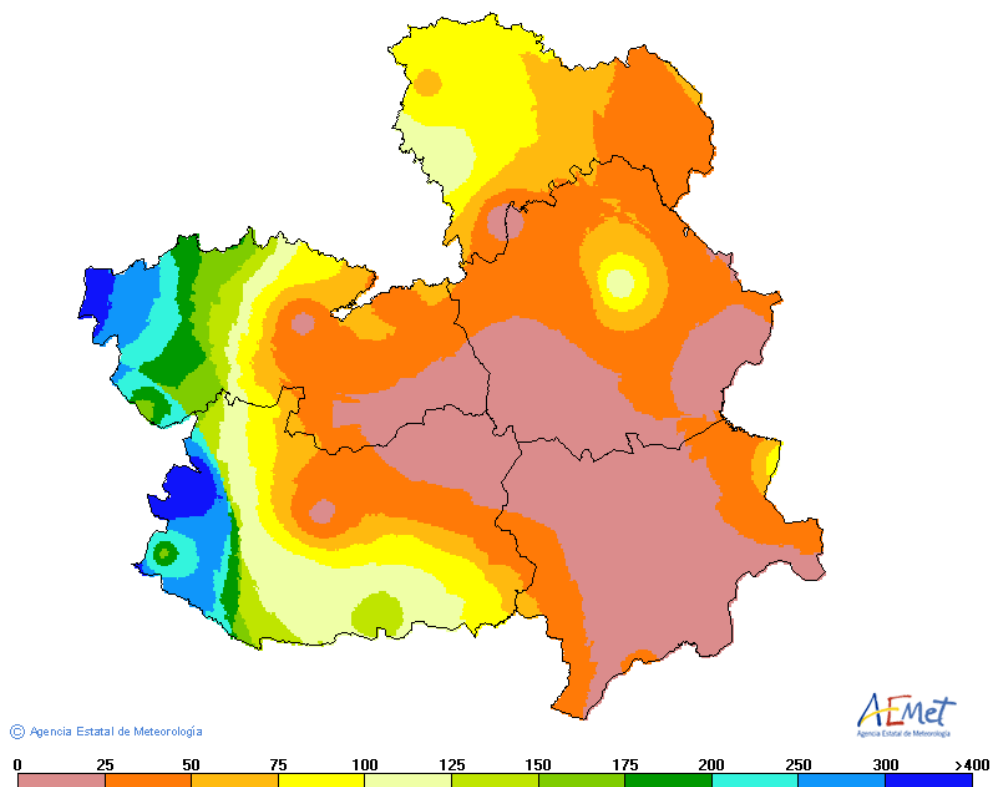 AEMet
Agencia Estatal de Meteorología
© Agencia Estatal de Meteorología
0 25 50 75 100 125 150 175 200 250 300 >400